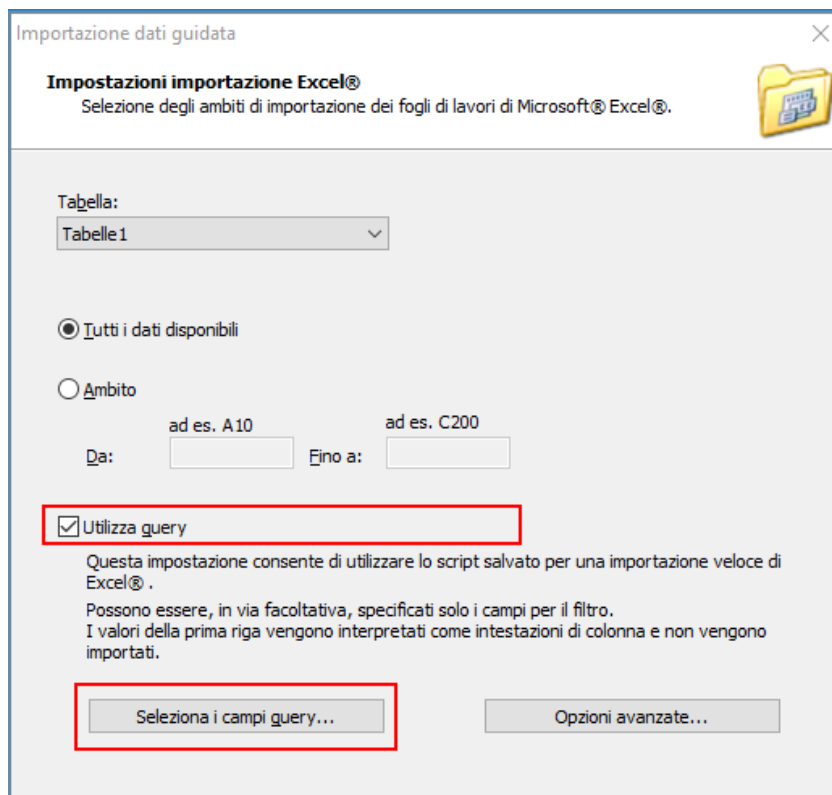 Importazione dati guidata
Impostazioni importazione Excel®
Selezione degli ambiti di importazione dei fogli di lavori di Microsoft® Excel®.
Tabella:
Tabelle1
Tutti i dati disponibili
Ambito
ad es. A10
ad es. C200
Da:
Fino a:
Utilizza query
Questa impostazione consente di utilizzare lo script salvato per una importazione veloce di
Excel® .
Possono essere, in via facoltativa, specificati solo i campi per il filtro.
I valori della prima riga vengono interpretati come intestazioni di colonna e non vengono
importati.
Seleziona i campi query...
Opzioni avanzate...